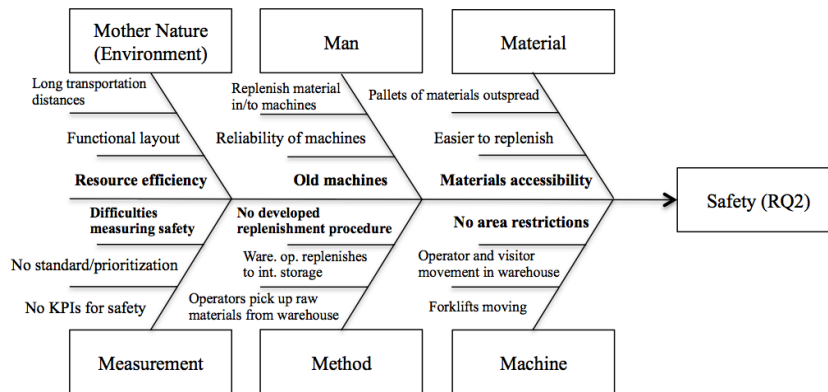 Mother Nature
(Environment)
Man
Material
Long transportation
distances
Replenish material
in/to machines
Pallets of materials outspread
Functional layout
Reliability of machines
Easier to replenish
Resource efficiency
Old machines
Materials accessibility
Safety (RQ2)
Difficulties
measuring safety
No developed
replenishment procedure
No area restrictions
No standard/prioritization
Ware. op. replenishes
to int. storage
Operator and visitor
movement in warehouse
No KPIs for safety
Operators pick up raw
materials from warehouse
Forklifts moving
Measurement
Method
Machine